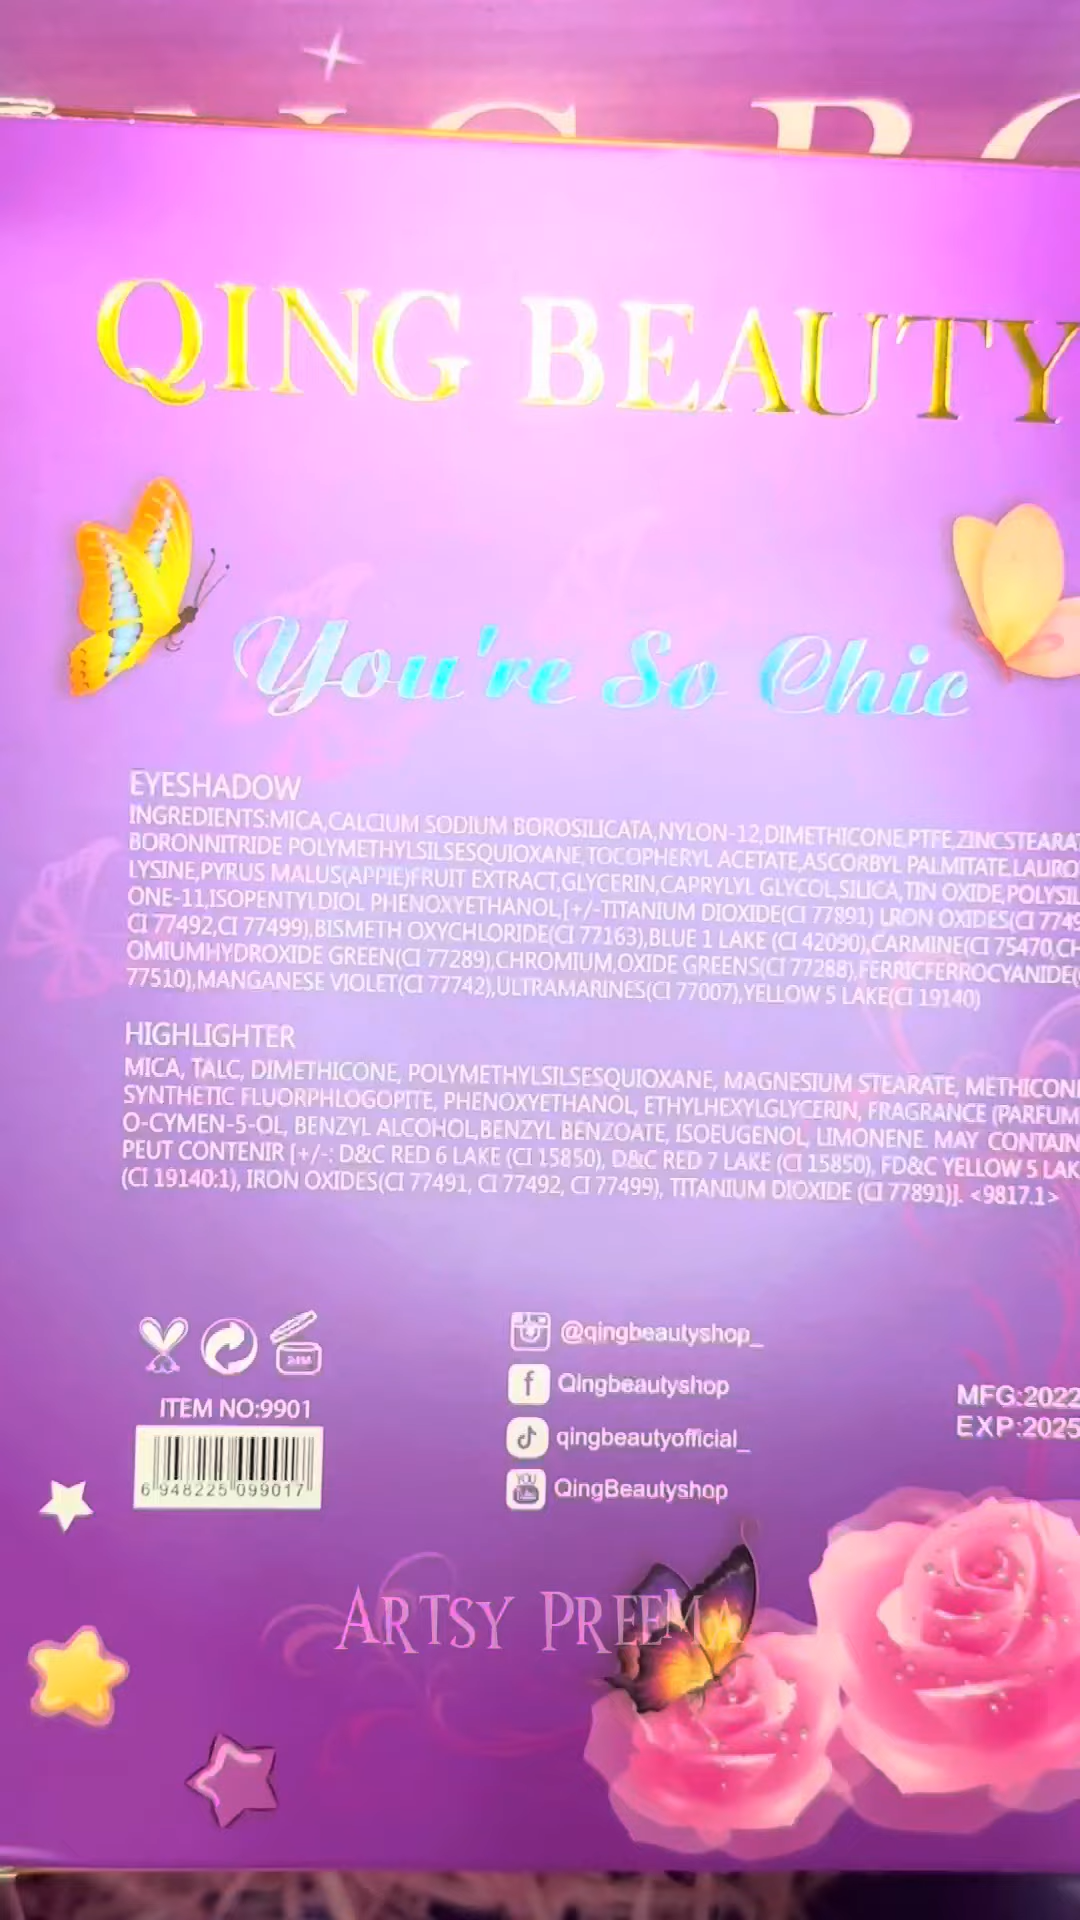 QING BEAUTY
You're So Chic
EYESHADOW
INGREDIENTS:MICA,CALCIUM SODIUM BOROSILICATA,NYLON-12,DIMETHICONE,PTFE,ZINCSTEARAT
BORONNITRIDE POLYMETHYLSILSESQUIOXANE,TOCOPHERYL ACETATE,ASCORBYL PALMITATE.LAURO
LYSINE,PYRUS MALUS(APPIE)FRUIT EXTRACT,GLYCERIN,CAPRYLYL GLYCOL,SILICA,TIN OXIDE,POLYSIL
ONE-11,ISOPENTYLDIOL PHENOXYETHANOL,[+/-TITANIUM DIOXIDE(CI 77891) LRON OXIDES(CI 7749
CI 77492,CI 77499),BISMETH OXYCHLORIDE(CI 77163),BLUE 1 LAKE (CI 42090),CARMINE(CI 75470,CH
OMIUMHYDROXIDE GREEN(CI 77289),CHROMIUM,OXIDE GREENS(CI 77288),FERRICFERROCYANIDE(
77510),MANGANESE VIOLET(CI 77742),ULTRAMARINES(CI 77007),YELLOW 5 LAKE(CI 19140)
HIGHLIGHTER
MICA, TALC, DIMETHICONE, POLYMETHYLSILSESQUIOXANE, MAGNESIUM STEARATE, METHICONE
SYNTHETIC FLUORPHLOGOPITE, PHENOXYETHANOL, ETHYLHEXYLGLYCERIN, FRAGRANCE (PARFUM
O-CYMEN-5-OL, BENZYL ALCOHOL,BENZYL BENZOATE, ISOEUGENOL, LIMONENE. MAY CONTAIN
PEUT CONTENIR [+/-: D&C RED 6 LAKE (CI 15850), D&C RED 7 LAKE (CI 15850), FD&C YELLOW 5 LAK
(CI 19140:1), IRON OXIDES(CI 77491, CI 77492, CI 77499), TITANIUM DIOXIDE (CI 77891)]. <9817.1>
24M
ITEM NO:9901
6 948225 099017
@qingbeautyshop_
QIngbeautyshop
qingbeautyofficial_
QingBeautyshop
MFG:2022
EXP:2025
ARTSY PREEMA